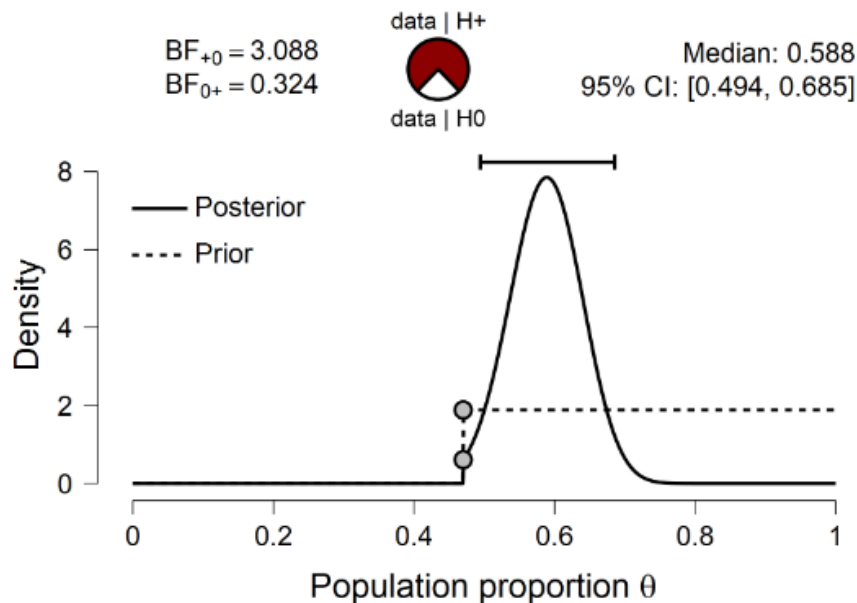 data | H+
BF₊₀ = 3.088
BF₀₊ = 0.324
data | H0
Median: 0.588
95% CI: [0.494, 0.685]
Posterior
Prior
Density
8
6
4
2
0
0 0.2 0.4 0.6 0.8 1
Population proportion θ